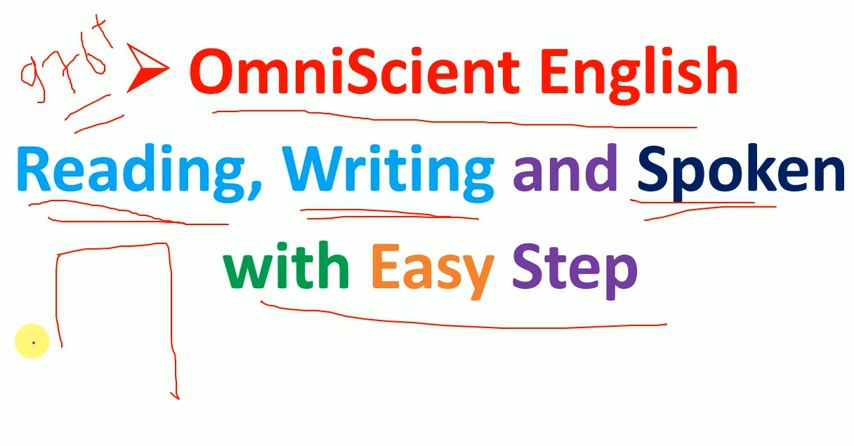 OmniScient English
Reading, Writing and Spoken
with Easy Step